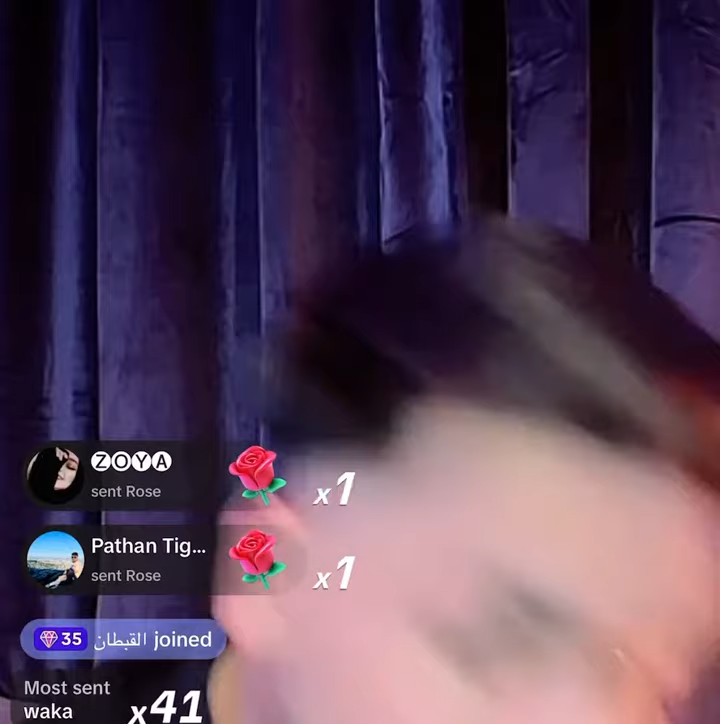 ZOYA
sent Rose
x1
Pathan Tig...
sent Rose
x1
35 القبطان joined
Most sent
waka
x41